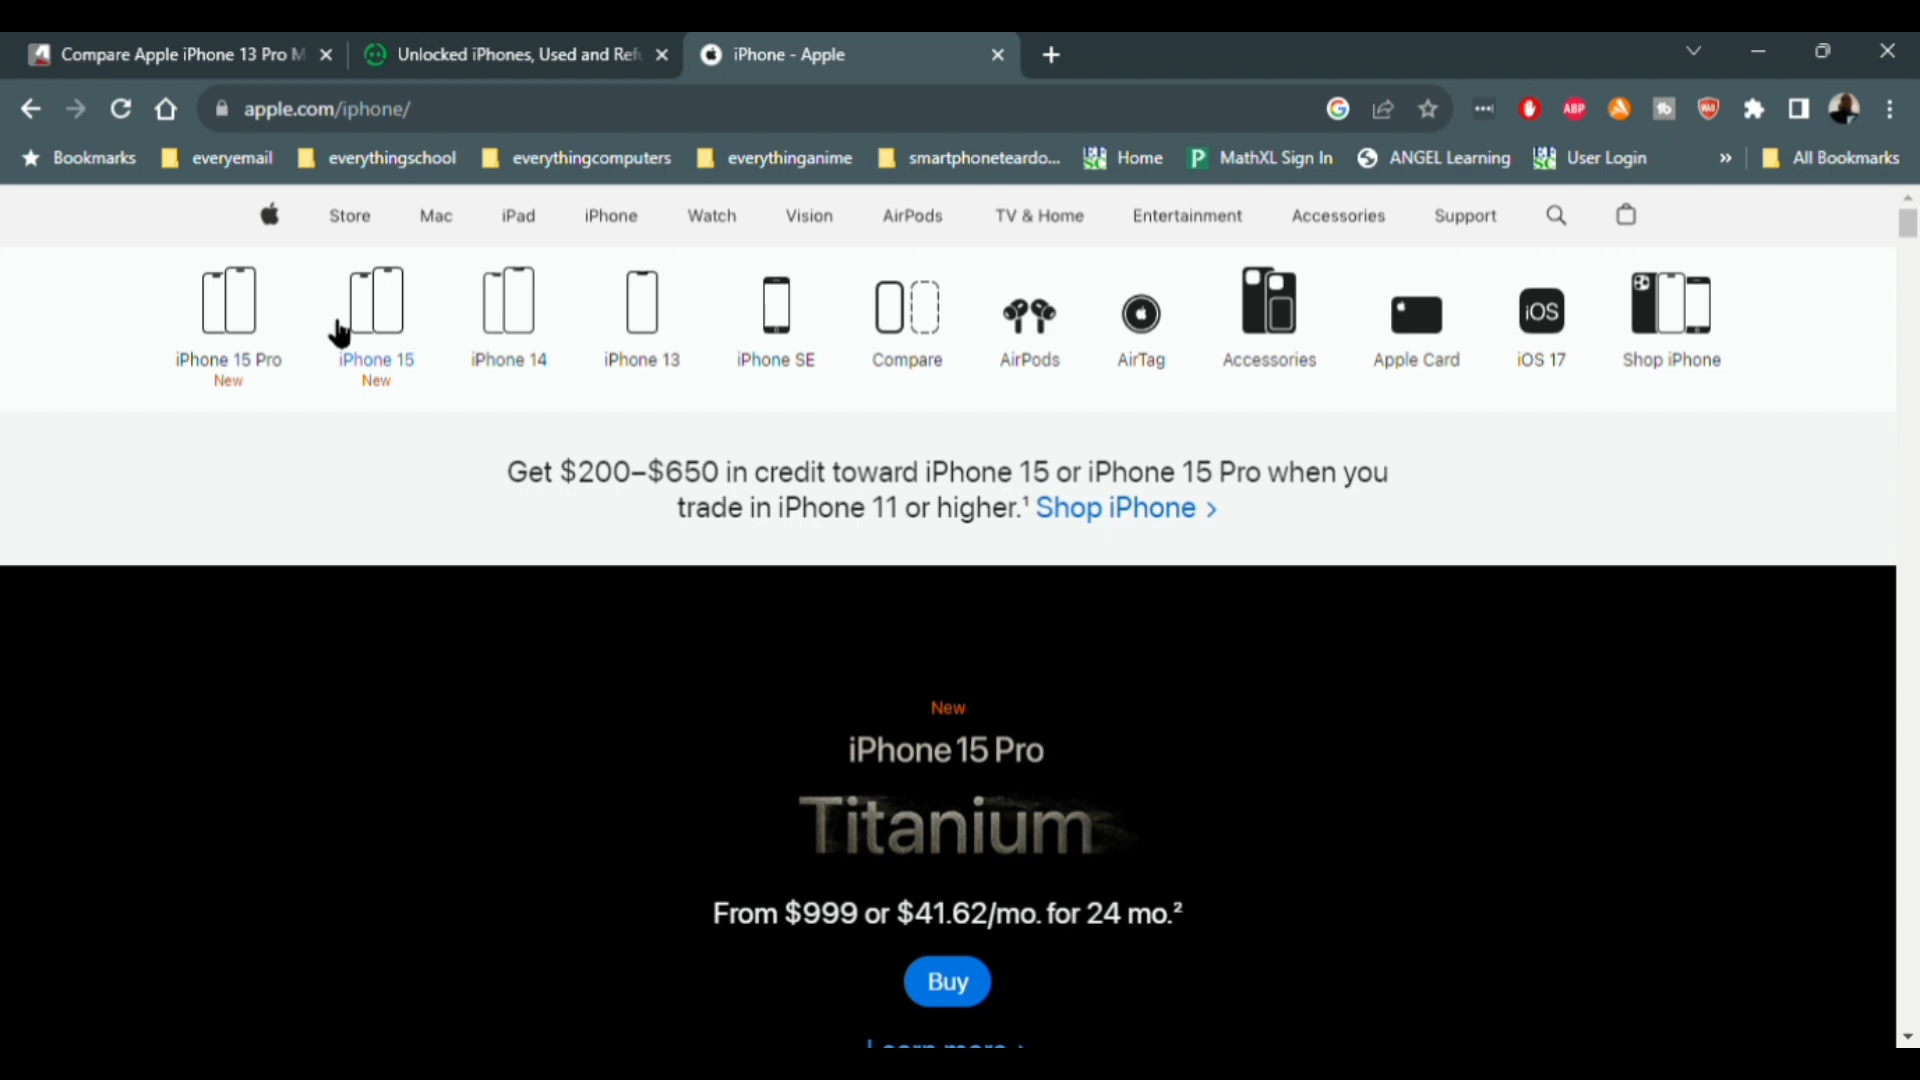 Compare Apple iPhone 13 Pro M
Unlocked iPhones, Used and Ref
iPhone - Apple
apple.com/iphone/
ABP
Bookmarks
everyemail
everythingschool
everythingcomputers
everythinganime
smartphoneteardo...
Home
MathXL Sign In
ANGEL Learning
User Login
»
All Bookmarks
Store Mac iPad iPhone Watch Vision AirPods TV & Home Entertainment Accessories Support
iOS
iPhone 15 Pro iPhone 15 iPhone 14 iPhone 13 iPhone SE Compare AirPods AirTag Accessories Apple Card iOS 17 Shop iPhone
New New
Get $200–$650 in credit toward iPhone 15 or iPhone 15 Pro when you
trade in iPhone 11 or higher.¹ Shop iPhone >
New
iPhone 15 Pro
Titanium
From $999 or $41.62/mo. for 24 mo.²
Buy
Learn more >